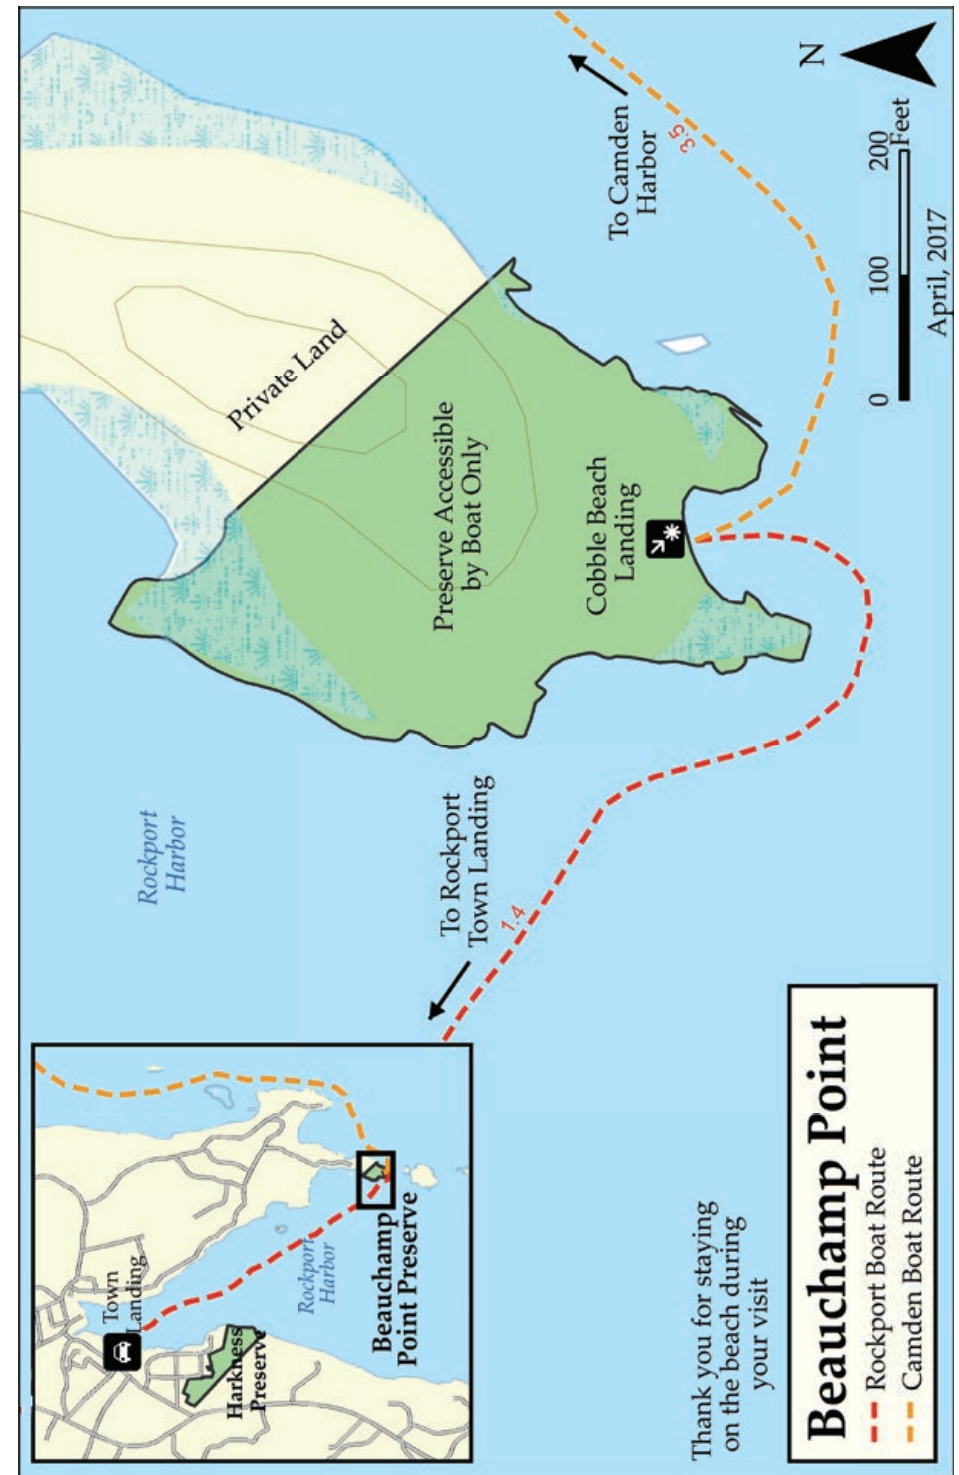 Town
Landing
Rockport
Harbor
Harkness
Preserve
Beauchamp
Point Preserve
Rockport
Harbor
Private Land
Preserve Accessible
by Boat Only
Cobble Beach
Landing
To Rockport
Town Landing
1.4
To Camden
Harbor
3.5
N
Thank you for staying
on the beach during
your visit
Beauchamp Point
Rockport Boat Route
Camden Boat Route
0 100 200
Feet
April, 2017